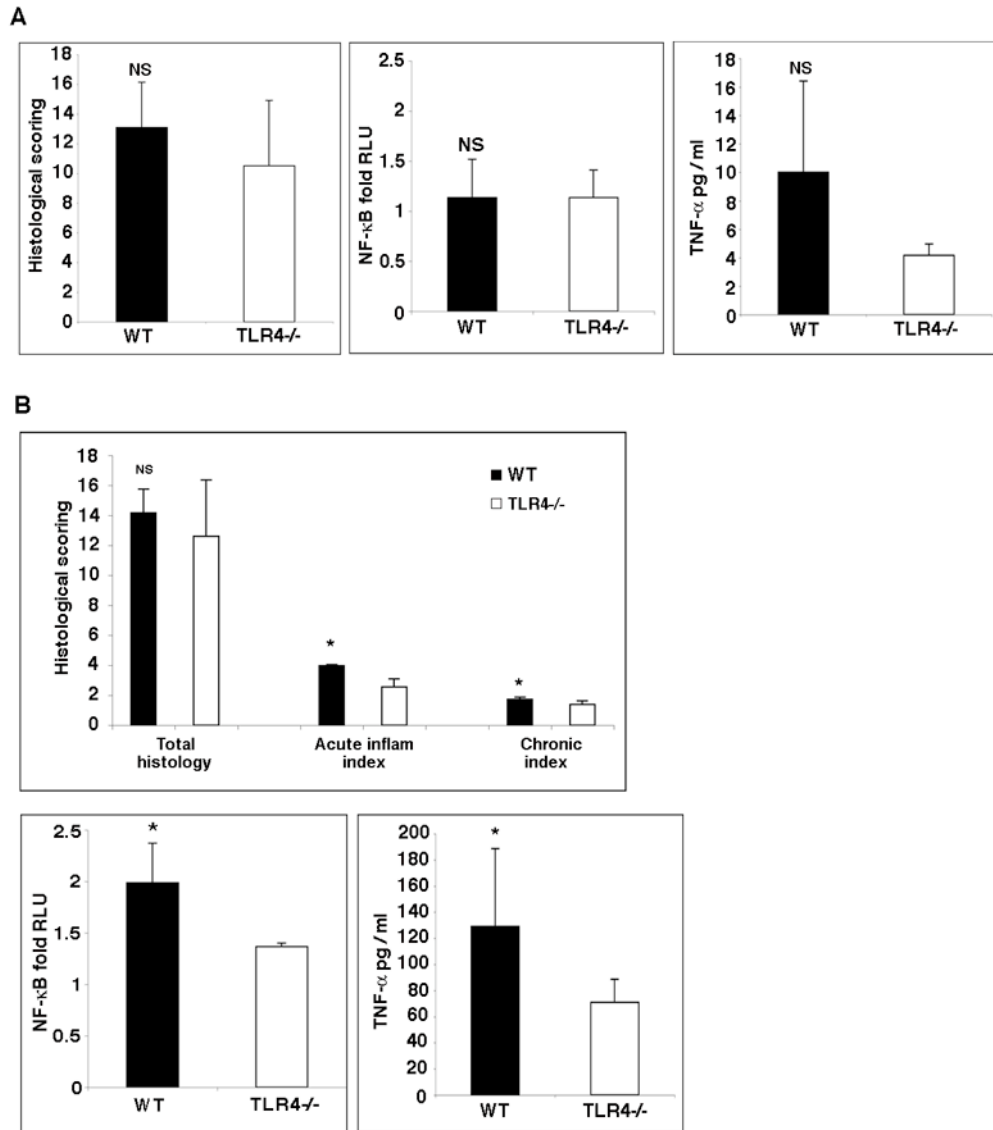 A
Histological scoring
18
16
14
12
10
8
6
4
2
0
NS
WT
TLR4-/-
NF-κB fold RLU
2.5
2
1.5
1
0.5
0
NS
WT
TLR4-/-
TNF-α pg/ml
18
16
14
12
10
8
6
4
2
0
NS
WT
TLR4-/-
B
Histological scoring
18
16
14
12
10
8
6
4
2
0
NS
*
*
WT
TLR4-/-
Total
histology
Acute inflam
index
Chronic
index
NF-κB fold RLU
2.5
2
1.5
1
0.5
0
*
WT
TLR4-/-
TNF-α pg/ml
200
180
160
140
120
100
80
60
40
20
0
*
WT
TLR4-/-